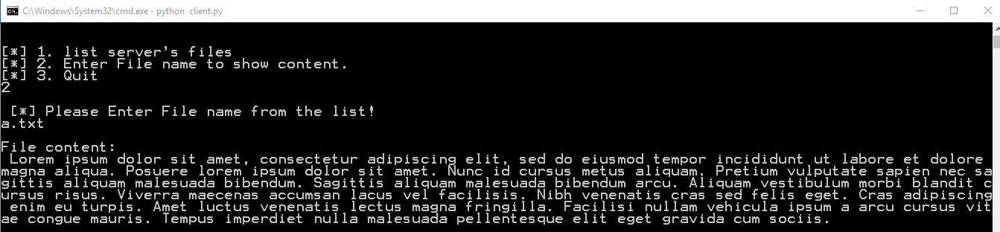 C:\Windows\System32\cmd.exe - python  client.py
[*] 1. list server's files
[*] 2. Enter File name to show content.
[*] 3. Quit
2
[*] Please Enter File name from the list!
a.txt
File content:
Lorem ipsum dolor sit amet, consectetur adipiscing elit, sed do eiusmod tempor incididunt ut labore et dolore
magna aliqua. Posuere lorem ipsum dolor sit amet. Nunc id cursus metus aliquam. Pretium vulputate sapien nec sa
gittis aliquam malesuada bibendum. Sagittis aliquam malesuada bibendum arcu. Aliquam vestibulum morbi blandit c
ursus risus. Viverra maecenas accumsan lacus vel facilisis. Nibh venenatis cras sed felis eget. Cras adipiscing
enim eu turpis. Amet luctus venenatis lectus magna fringilla. Facilisi nullam vehicula ipsum a arcu cursus vit
ae congue mauris. Tempus imperdiet nulla malesuada pellentesque elit eget gravida cum sociis.